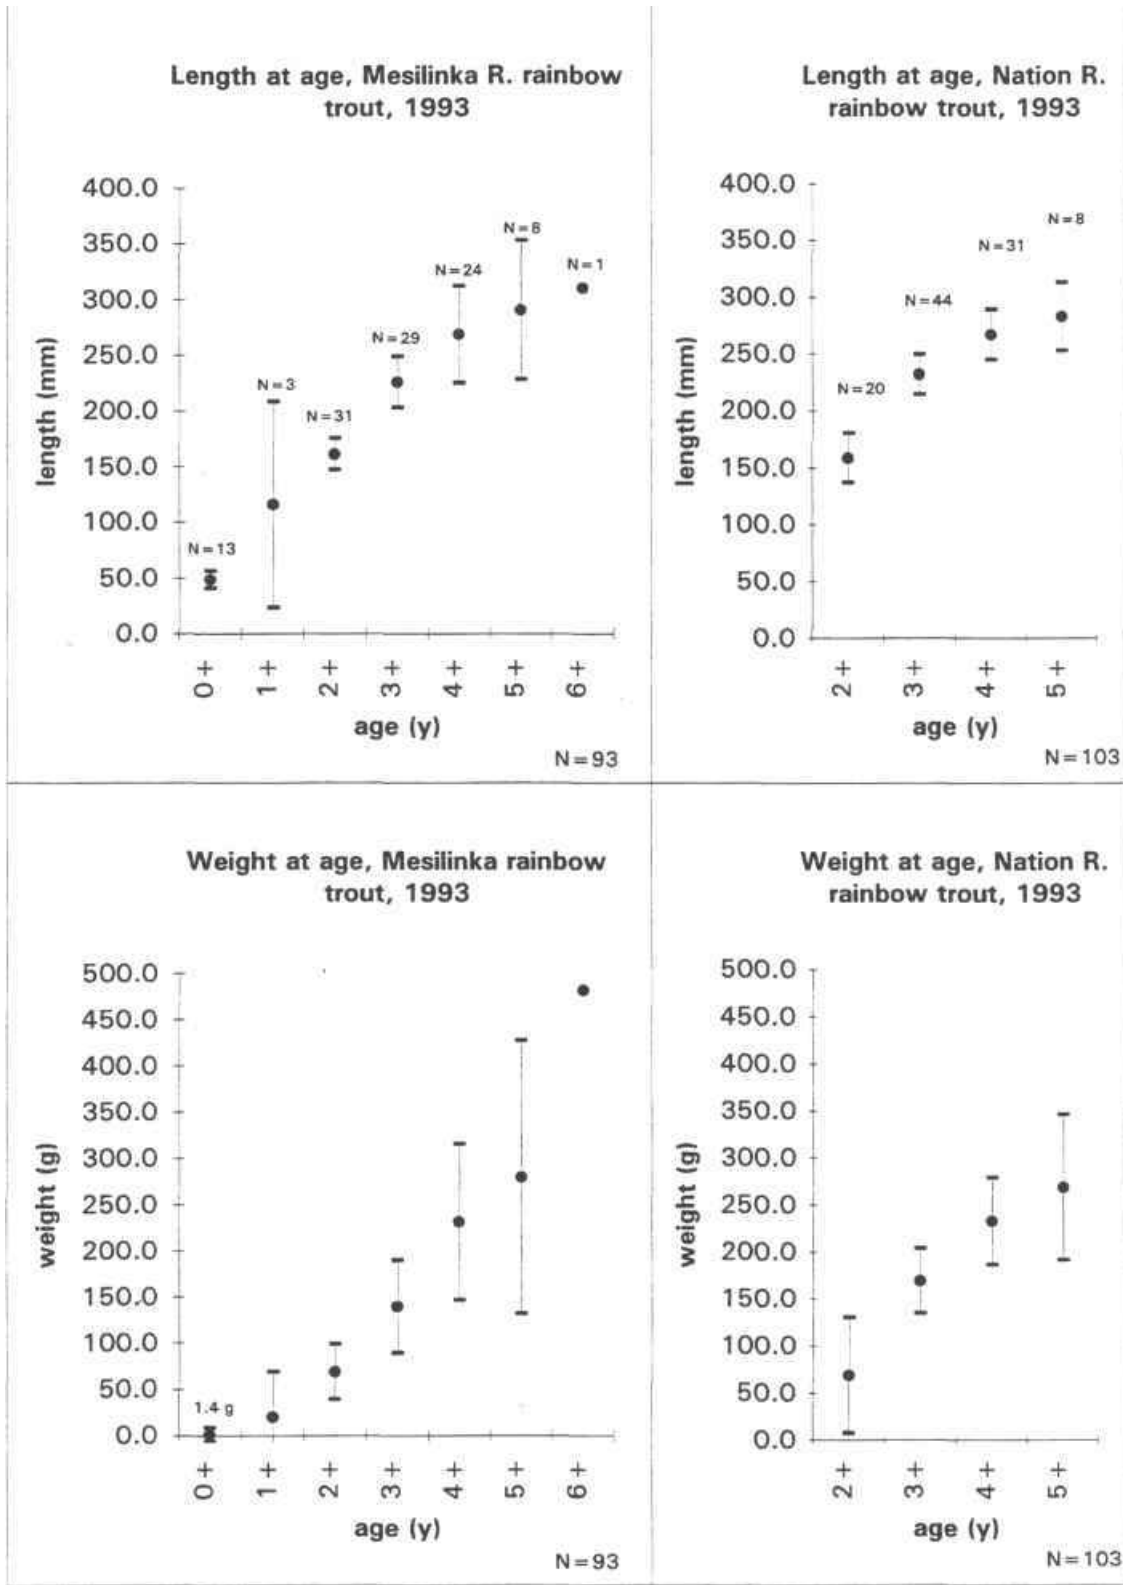 Length at age, Mesilinka R. rainbow
trout, 1993
400.0
350.0
300.0
250.0
200.0
150.0
100.0
50.0
0.0
length (mm)
N=13
N=3
N=31
N=29
N=24
N=8
N=1
0+
1+
2+
3+
4+
5+
6+
age (y)
N=93
Length at age, Nation R.
rainbow trout, 1993
400.0
350.0
300.0
250.0
200.0
150.0
100.0
50.0
0.0
length (mm)
N=20
N=44
N=31
N=8
2+
3+
4+
5+
age (y)
N=103
Weight at age, Mesilinka rainbow
trout, 1993
500.0
450.0
400.0
350.0
300.0
250.0
200.0
150.0
100.0
50.0
0.0
weight (g)
1.4 g
0+
1+
2+
3+
4+
5+
6+
age (y)
N=93
Weight at age, Nation R.
rainbow trout, 1993
500.0
450.0
400.0
350.0
300.0
250.0
200.0
150.0
100.0
50.0
0.0
weight (g)
2+
3+
4+
5+
age (y)
N=103